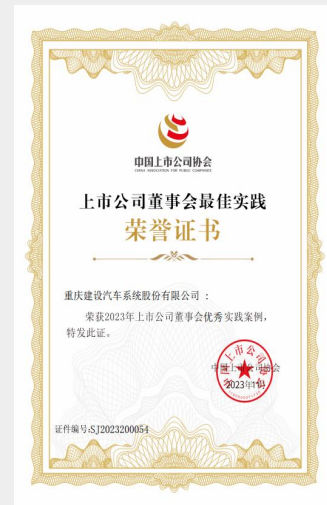 中国上市公司协会
CHINA ASSOCIATION FOR PUBLIC COMPANIES
上市公司董事会最佳实践
荣誉证书
重庆建设汽车系统股份有限公司 :
荣获2023年上市公司董事会优秀实践案例,
特发此证。
中国上市公司协会
2023年11月
证件编号:SJ2023200054